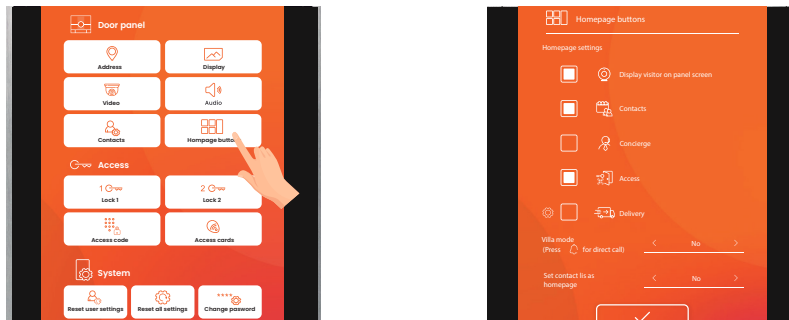 Door panel
Address
Display
Video
Audio
Contacts
Hompage button
Access
1
Lock 1
2
Lock 2
Access code
Access cards
System
****
Reset user settings
Reset all settings
Change pasword
Homepage buttons
Homepage settings
Display visitor on panel screen
Contacts
Concierge
Access
Delivery
Villa mode
(Press for direct call)
< No >
Set contact lis as
homepage
< No >